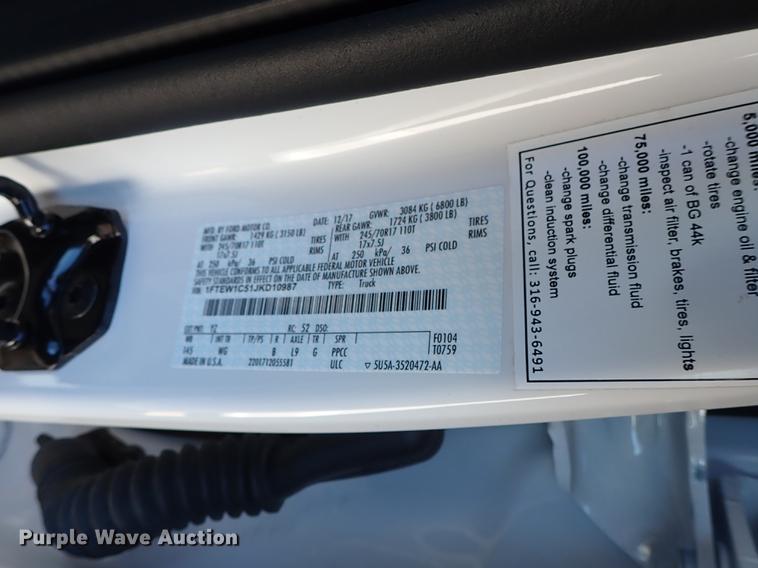 MFD. BY FORD MOTOR CO.
DATE: 12/17
GVWR: 3084 KG ( 6800 LB)
FRONT GAWR: 1429 KG ( 3150 LB)
REAR GAWR: 1724 KG ( 3800 LB)
WITH 245/70R17 110T TIRES
WITH 245/70R17 110T TIRES
17x7.5J RIMS
17x7.5J RIMS
AT 250 kPa/ 36 PSI COLD
AT 250 kPa/ 36 PSI COLD
THIS VEHICLE CONFORMS TO ALL APPLICABLE FEDERAL MOTOR VEHICLE
SAFETY STANDARDS IN EFFECT ON THE DATE OF MANUFACTURE SHOWN ABOVE.
VIN: 1FTEW1C51JKD10987
TYPE: Truck
EXT PNT: YZ RC: 52 DSO:
WB INT TR TP/PS R AXLE TR SPR F0104
145 WG B L9 G PPCC T0759
MADE IN U.S.A. 2201712055581 ULC ▽ 5U5A-3520472-AA
5,000 miles:
-change engine oil & filter
-rotate tires
-1 can of BG 44k
-inspect air filter, brakes, tires, lights
75,000 miles:
-change transmission fluid
-change differential fluid
100,000 miles:
-change spark plugs
-clean induction system
For Questions, call: 316-943-6491
Purple Wave Auction